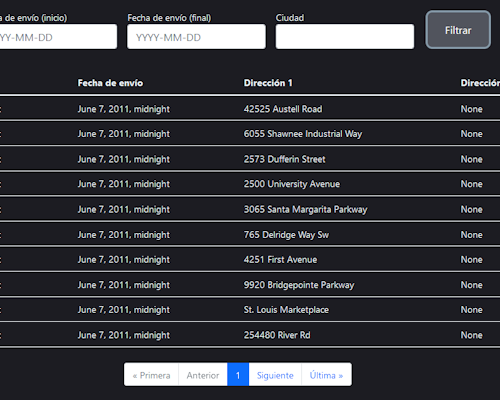 de envío (inicio) Fecha de envío (final) Ciudad
YY-MM-DD YYYY-MM-DD Filtrar
Fecha de envío Dirección 1 Dirección
June 7, 2011, midnight 42525 Austell Road None
June 7, 2011, midnight 6055 Shawnee Industrial Way None
June 7, 2011, midnight 2573 Dufferin Street None
June 7, 2011, midnight 2500 University Avenue None
June 7, 2011, midnight 3065 Santa Margarita Parkway None
June 7, 2011, midnight 765 Delridge Way Sw None
June 7, 2011, midnight 4251 First Avenue None
June 7, 2011, midnight 9920 Bridgepointe Parkway None
June 7, 2011, midnight St. Louis Marketplace None
June 7, 2011, midnight 254480 River Rd None
« Primera Anterior 1 Siguiente Última »